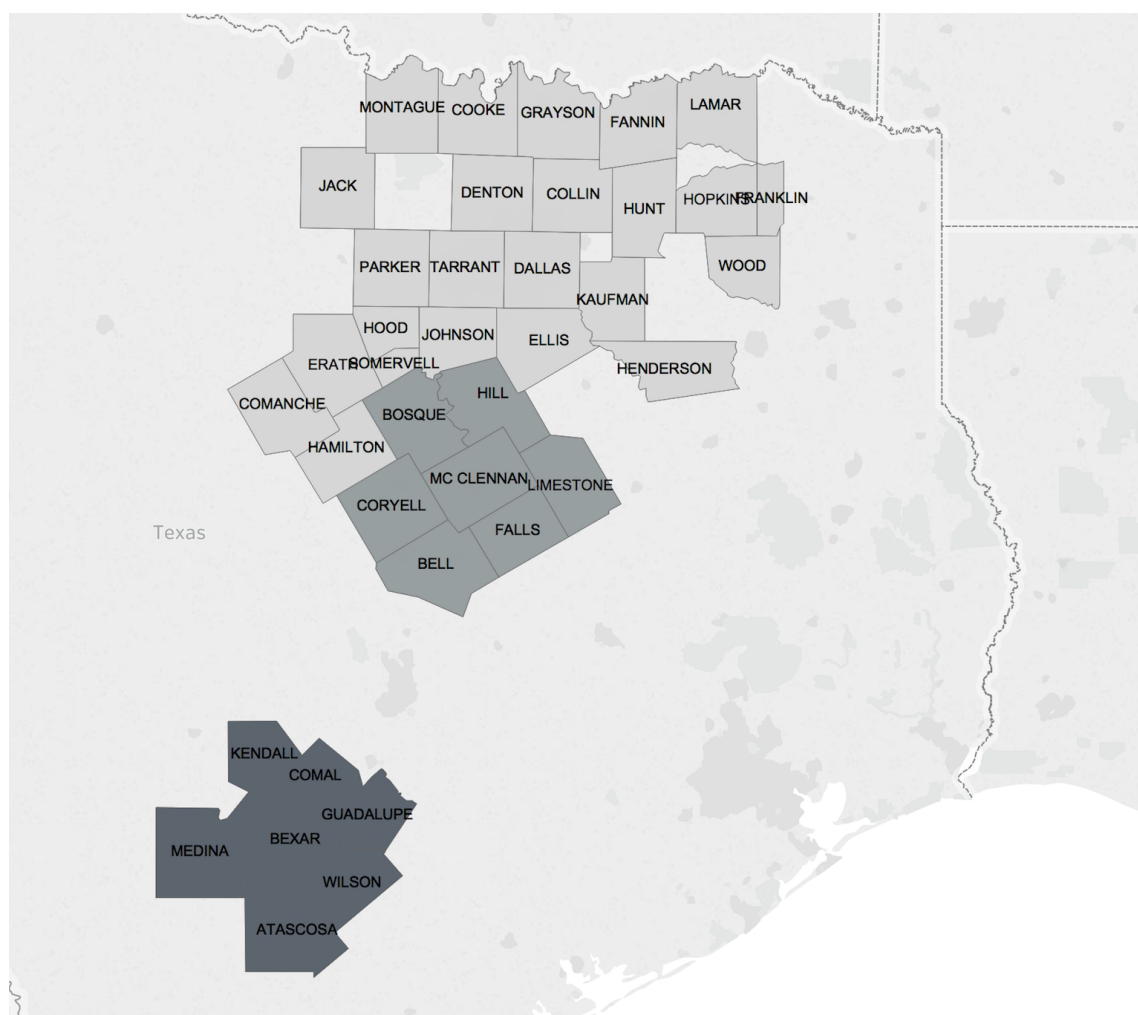 LAMAR
MONTAGUE
COOKE
GRAYSON
FANNIN
JACK
DENTON
COLLIN
HUNT
HOPKINS
FRANKLIN
PARKER
TARRANT
DALLAS
WOOD
KAUFMAN
HOOD
JOHNSON
ELLIS
ERATH
SOMERVELL
HENDERSON
COMANCHE
BOSQUE
HILL
HAMILTON
MC CLENNAN
LIMESTONE
CORYELL
FALLS
Texas
BELL
KENDALL
COMAL
GUADALUPE
BEXAR
MEDINA
WILSON
ATASCOSA